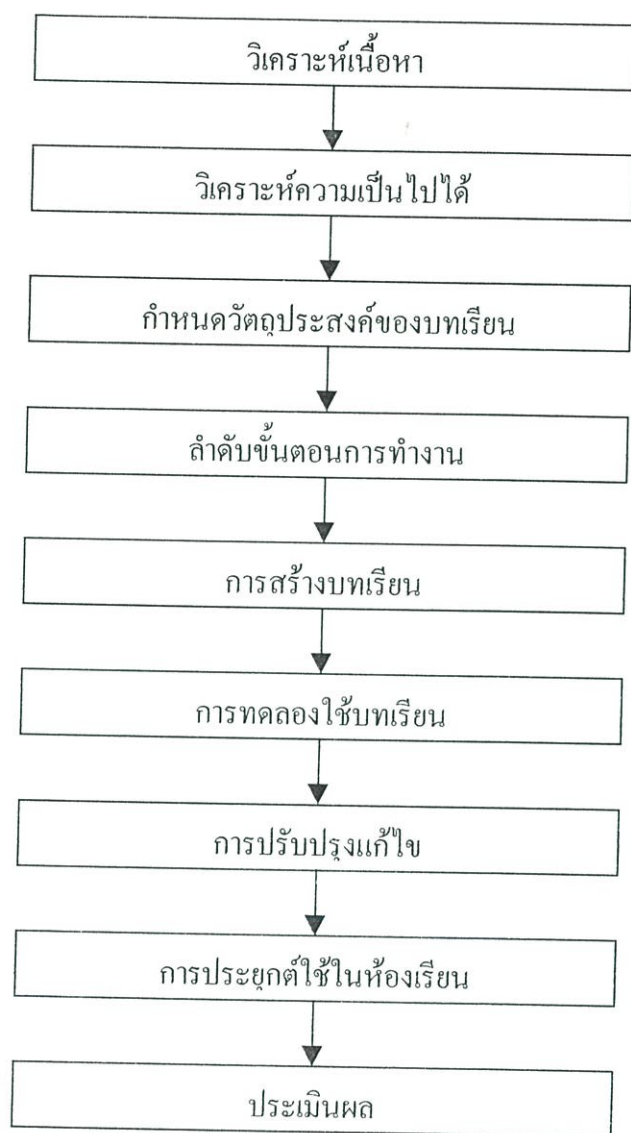 วิเคราะห์เนื้อหา
วิเคราะห์ความเป็นไปได้
กำหนดวัตถุประสงค์ของบทเรียน
ลำดับขั้นตอนการทำงาน
การสร้างบทเรียน
การทดลองใช้บทเรียน
การปรับปรุงแก้ไข
การประยุกต์ใช้ในห้องเรียน
ประเมินผล